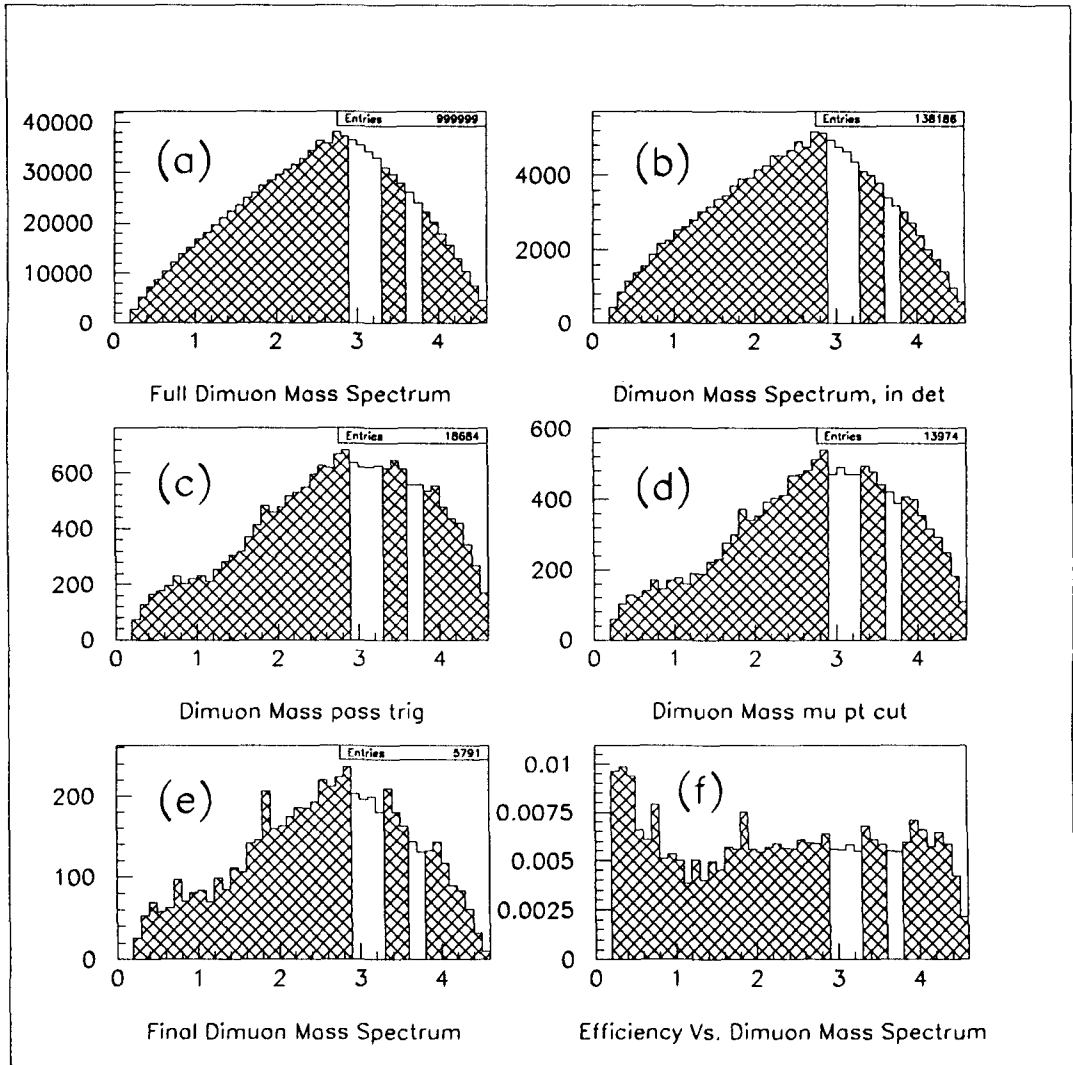 Entries 999999
(a)
40000
30000
20000
10000
0
0 1 2 3 4
Full Dimuon Mass Spectrum
Entries 138186
(b)
4000
2000
0
0 1 2 3 4
Dimuon Mass Spectrum, in det
Entries 18684
(c)
600
400
200
0
0 1 2 3 4
Dimuon Mass pass trig
Entries 13974
(d)
600
400
200
0
0 1 2 3 4
Dimuon Mass mu pt cut
Entries 5791
(e)
200
100
0
0 1 2 3 4
Final Dimuon Mass Spectrum
(f)
0.01
0.0075
0.005
0.0025
0
0 1 2 3 4
Efficiency Vs. Dimuon Mass Spectrum